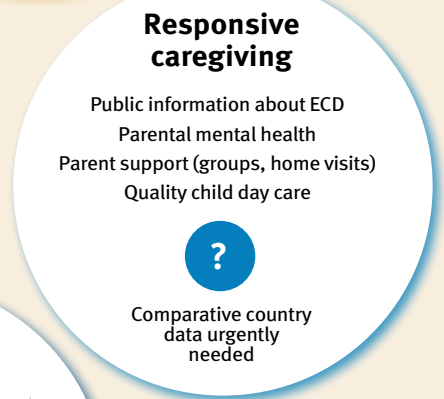 Responsive
caregiving
Public information about ECD
Parental mental health
Parent support (groups, home visits)
Quality child day care
?
Comparative country
data urgently
needed